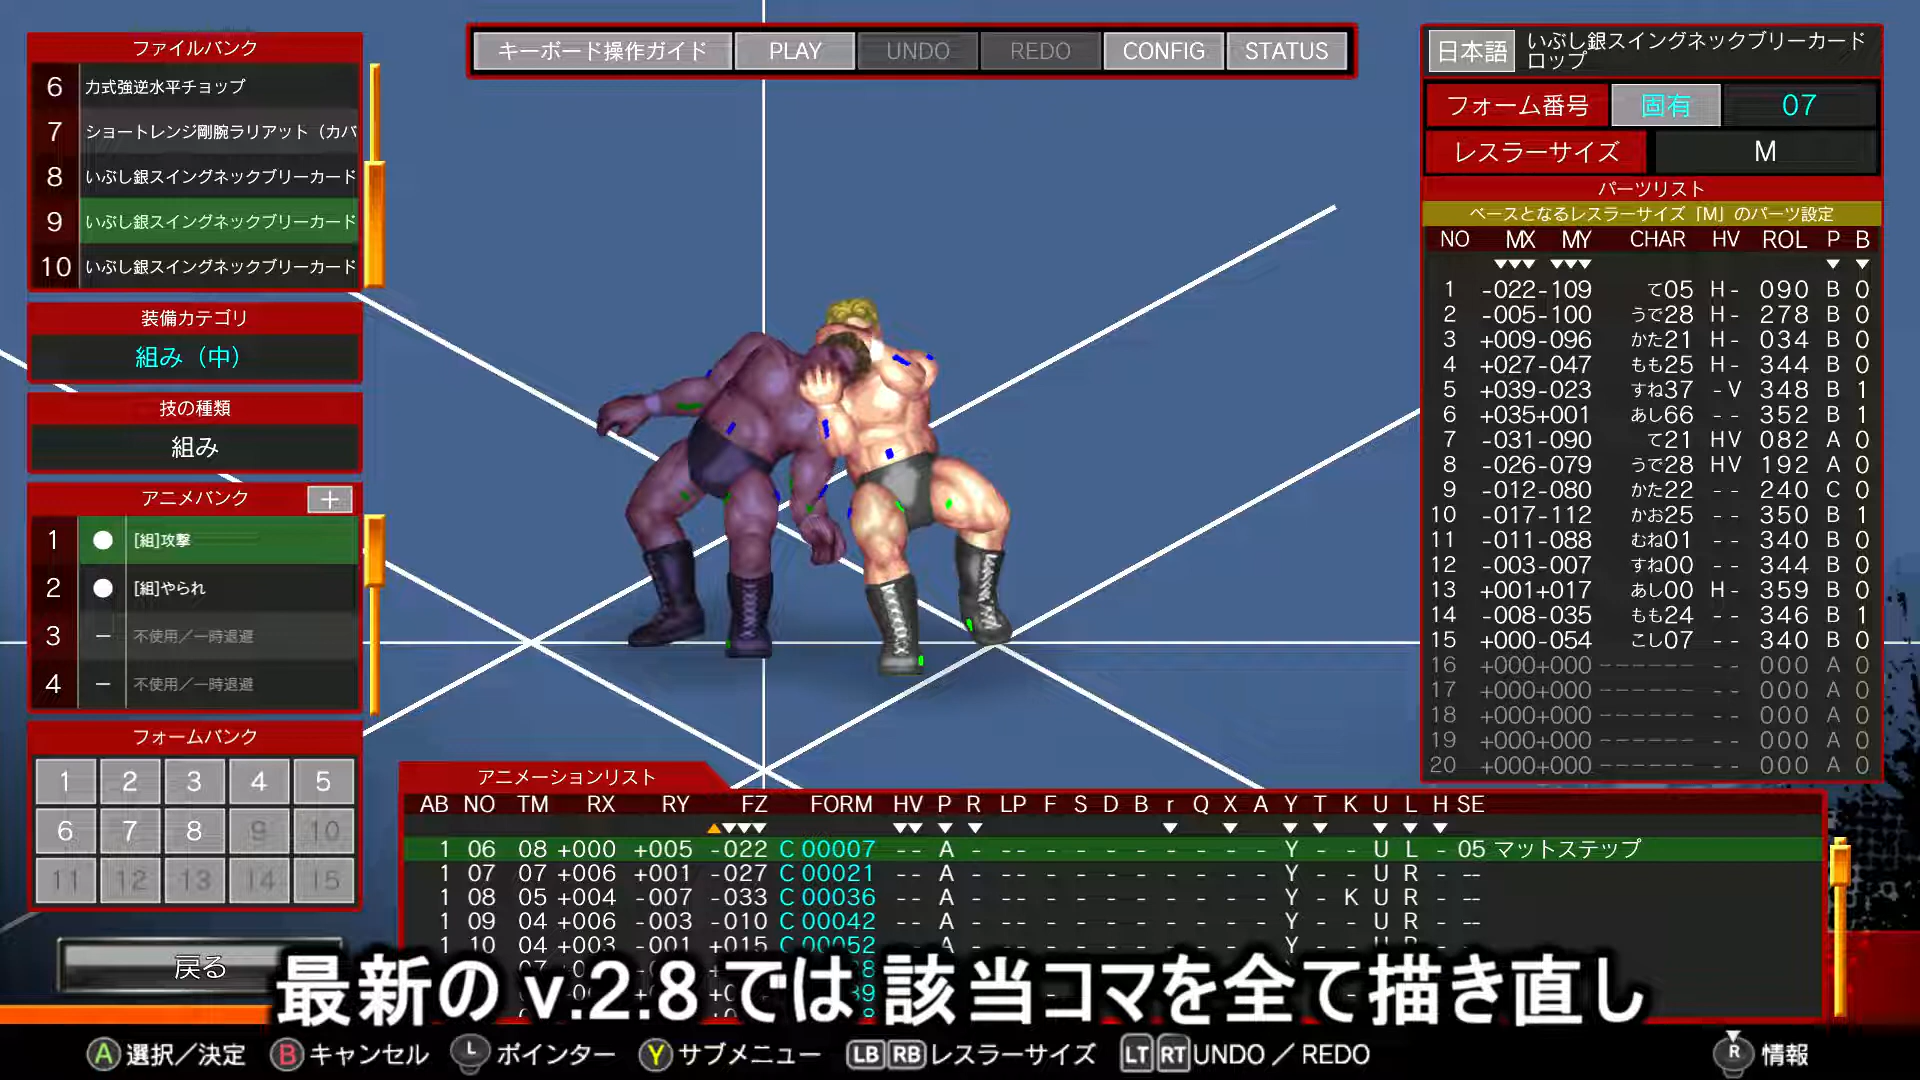 ファイルバンク
6 力式強逆水平チョップ
7 ショートレンジ剛腕ラリアット（カバ
8 いぶし銀スイングネックブリーカード
9 いぶし銀スイングネックブリーカード
10 いぶし銀スイングネックブリーカード
装備カテゴリ
組み（中）
技の種類
組み
アニメバンク ＋
1 ● [組]攻撃
2 ● [組]やられ
3 － 不使用／一時退避
4 － 不使用／一時退避
フォームバンク
1 2 3 4 5
6 7 8 9 10
11 12 13 14 15
戻る
キーボード操作ガイド PLAY UNDO REDO CONFIG STATUS
日本語 いぶし銀スイングネックブリーカード
ロップ
フォーム番号 固有 07
レスラーサイズ M
パーツリスト
ベースとなるレスラーサイズ「M」のパーツ設定
NO MX MY CHAR HV ROL P B
1 -022-109 て05 H- 090 B 0
2 -005-100 うで28 H- 278 B 0
3 +009-096 かた21 H- 034 B 0
4 +027-047 もも25 H- 344 B 0
5 +039-023 すね37 -V 348 B 1
6 +035+001 あし66 -- 352 B 1
7 -031-090 て21 HV 082 A 0
8 -026-079 うで28 HV 192 A 0
9 -012-080 かた22 -- 240 C 0
10 -017-112 かお25 -- 350 B 1
11 -011-088 むね01 -- 340 B 0
12 -003-007 すね00 -- 344 B 0
13 +001+017 あし00 H- 359 B 0
14 -008-035 もも24 -- 346 B 1
15 +000-054 こし07 -- 340 B 0
16 +000+000 ------ -- 000 A 0
17 +000+000 ------ -- 000 A 0
18 +000+000 ------ -- 000 A 0
19 +000+000 ------ -- 000 A 0
20 +000+000 ------ -- 000 A 0
アニメーションリスト
AB NO TM RX RY FZ FORM HV P R LP F S D B r Q X A Y T K U L H SE
1 06 08 +000 +005 -022 C 00007 -- A - -- - - - - - - - - Y - - U L - 05 マットステップ
1 07 07 +006 +001 -027 C 00021 -- A - -- - - - - - - - - Y - - U R - --
1 08 05 +004 -007 -033 C 00036 -- A - -- - - - - - - - - Y - K U R - --
1 09 04 +006 -003 -010 C 00042 -- A - -- - - - - - - - - Y - - U R - --
1 10 04 +003 -001 +015 C 00052 -- A - -- - - - - - - - - Y - - U R - --
最新の v.2.8 では 該当コマを全て描き直し
A 選択／決定 B キャンセル L ポインター Y サブメニュー LB RB レスラーサイズ LT RT UNDO ／ REDO R 情報